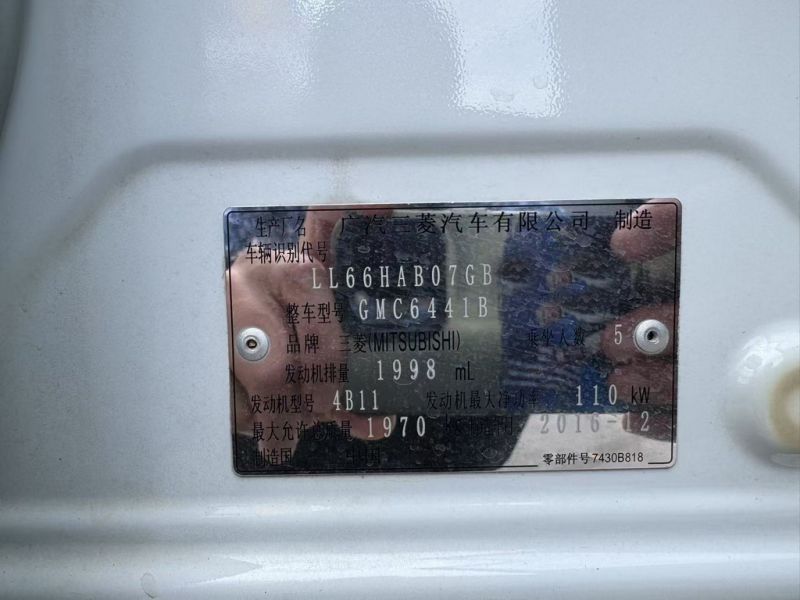 生产厂名 广汽三菱汽车有限公司 制造
车辆识别代号
LL66HAB07GB
整车型号 GMC6441B
品牌 三菱(MITSUBISHI) 乘坐人数 5
发动机排量 1998 mL
发动机型号 4B11 发动机最大净功率 110 kW
最大允许总质量 1970 2016-12
制造国 中国 零部件号 7430B818